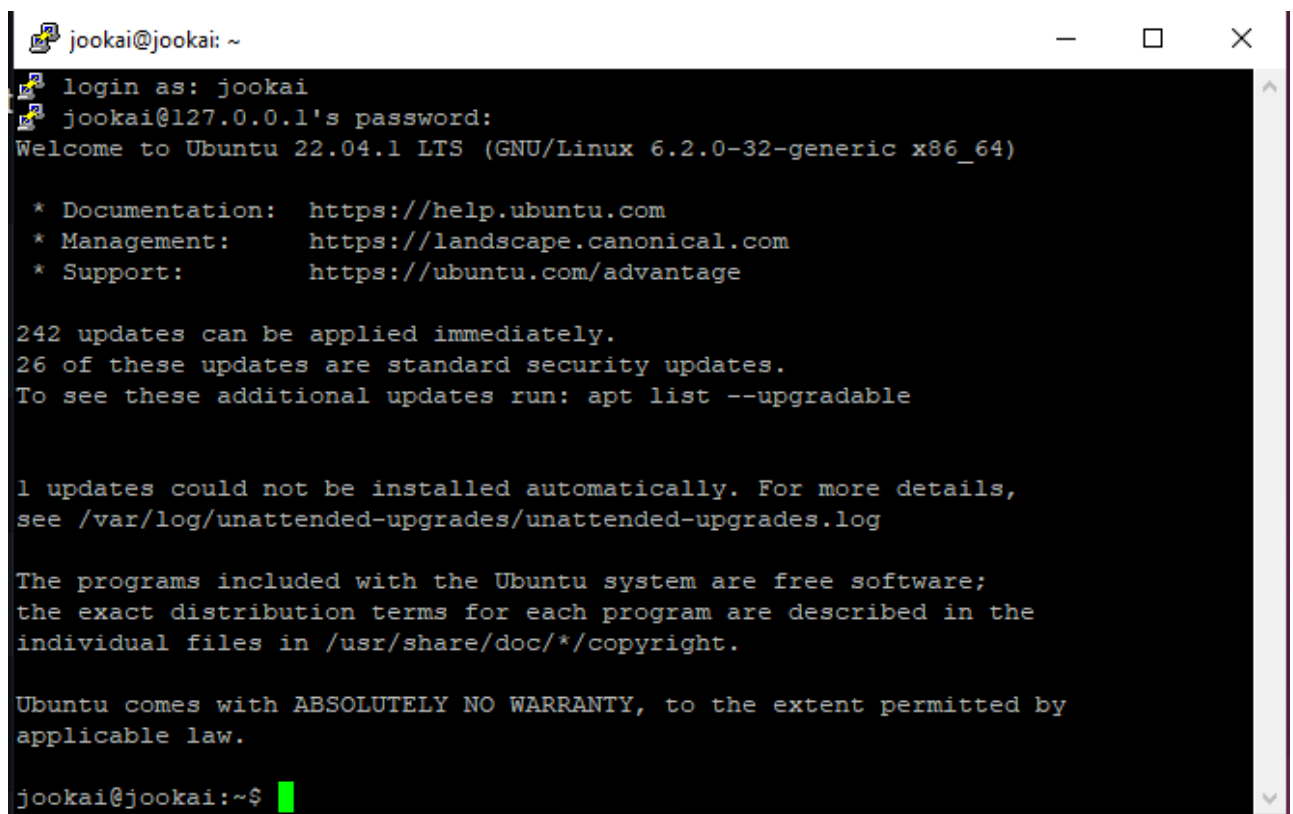 jookai@jookai: ~
login as: jookai
jookai@127.0.0.1's password:
Welcome to Ubuntu 22.04.1 LTS (GNU/Linux 6.2.0-32-generic x86_64)
* Documentation:  https://help.ubuntu.com
* Management:     https://landscape.canonical.com
* Support:        https://ubuntu.com/advantage
242 updates can be applied immediately.
26 of these updates are standard security updates.
To see these additional updates run: apt list --upgradable
1 updates could not be installed automatically. For more details,
see /var/log/unattended-upgrades/unattended-upgrades.log
The programs included with the Ubuntu system are free software;
the exact distribution terms for each program are described in the
individual files in /usr/share/doc/*/copyright.
Ubuntu comes with ABSOLUTELY NO WARRANTY, to the extent permitted by
applicable law.
jookai@jookai:~$